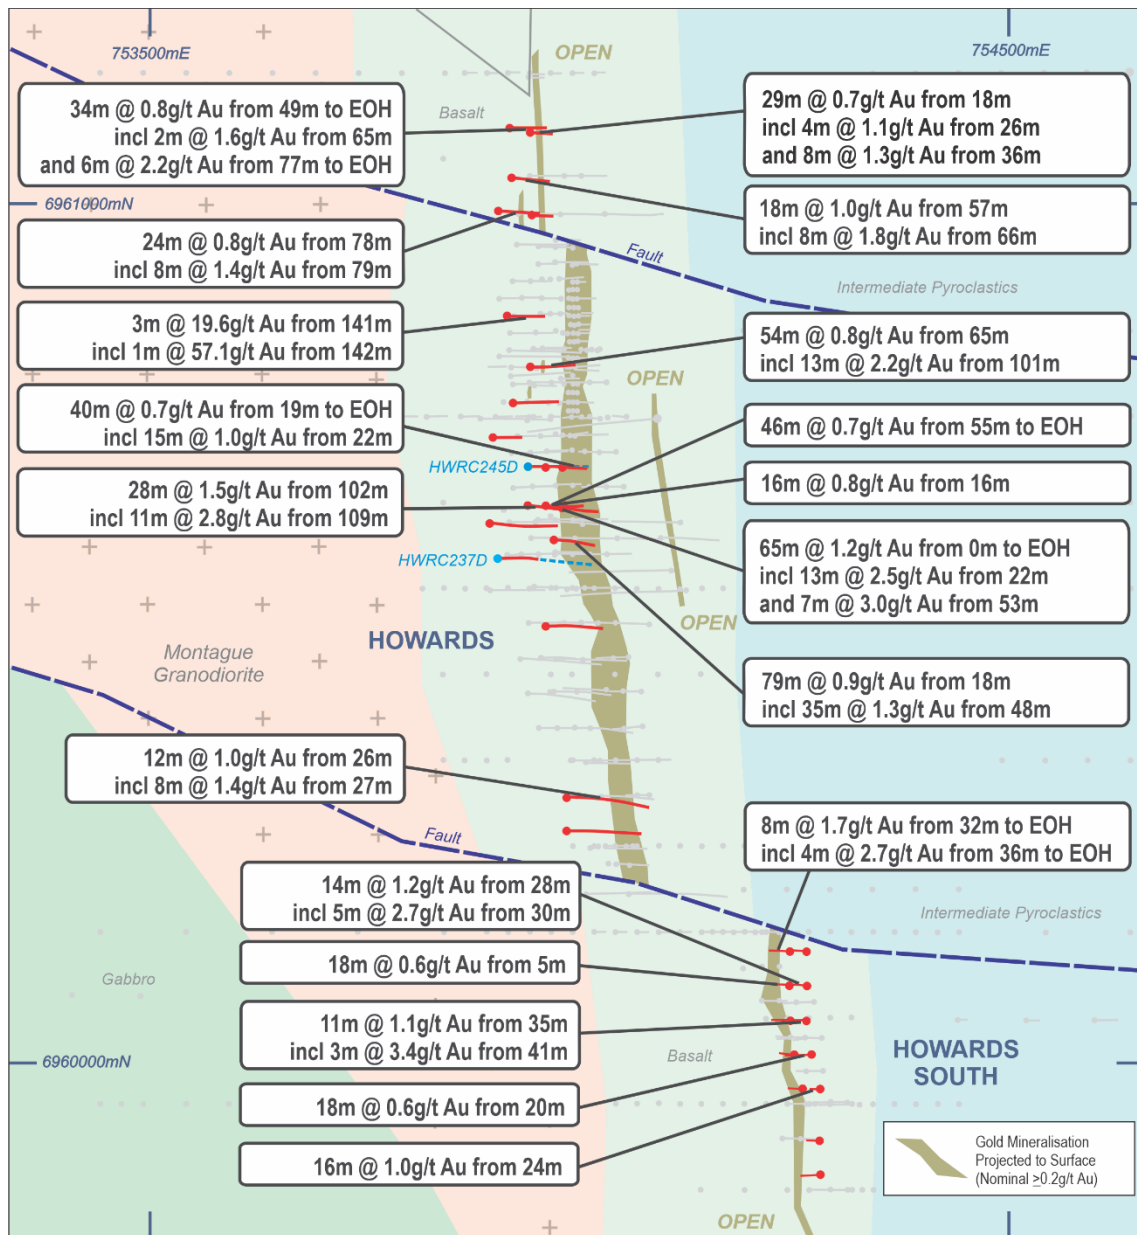 753500mE
754500mE
OPEN
34m @ 0.8g/t Au from 49m to EOH
incl 2m @ 1.6g/t Au from 65m
and 6m @ 2.2g/t Au from 77m to EOH
Basalt
29m @ 0.7g/t Au from 18m
incl 4m @ 1.1g/t Au from 26m
and 8m @ 1.3g/t Au from 36m
6961000mN
18m @ 1.0g/t Au from 57m
incl 8m @ 1.8g/t Au from 66m
24m @ 0.8g/t Au from 78m
incl 8m @ 1.4g/t Au from 79m
Fault
Intermediate Pyroclastics
3m @ 19.6g/t Au from 141m
incl 1m @ 57.1g/t Au from 142m
54m @ 0.8g/t Au from 65m
incl 13m @ 2.2g/t Au from 101m
OPEN
40m @ 0.7g/t Au from 19m to EOH
incl 15m @ 1.0g/t Au from 22m
46m @ 0.7g/t Au from 55m to EOH
HWRC245D
28m @ 1.5g/t Au from 102m
incl 11m @ 2.8g/t Au from 109m
16m @ 0.8g/t Au from 16m
HWRC237D
65m @ 1.2g/t Au from 0m to EOH
incl 13m @ 2.5g/t Au from 22m
and 7m @ 3.0g/t Au from 53m
OPEN
HOWARDS
Montague
Granodiorite
79m @ 0.9g/t Au from 18m
incl 35m @ 1.3g/t Au from 48m
12m @ 1.0g/t Au from 26m
incl 8m @ 1.4g/t Au from 27m
Fault
8m @ 1.7g/t Au from 32m to EOH
incl 4m @ 2.7g/t Au from 36m to EOH
14m @ 1.2g/t Au from 28m
incl 5m @ 2.7g/t Au from 30m
Intermediate Pyroclastics
18m @ 0.6g/t Au from 5m
Gabbro
11m @ 1.1g/t Au from 35m
incl 3m @ 3.4g/t Au from 41m
6960000mN
Basalt
HOWARDS
SOUTH
18m @ 0.6g/t Au from 20m
16m @ 1.0g/t Au from 24m
Gold Mineralisation
Projected to Surface
(Nominal ≥0.2g/t Au)
OPEN